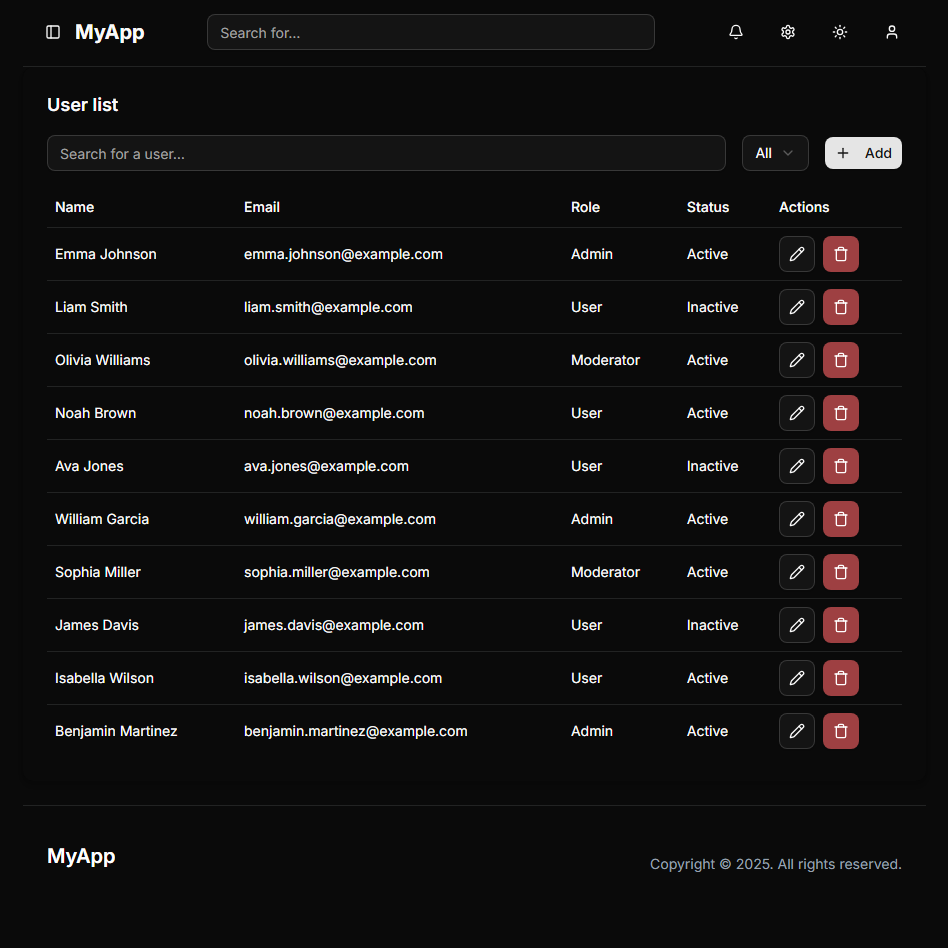 MyApp Search for...
User list
Search for a user... All Add
Name Email Role Status Actions
Emma Johnson emma.johnson@example.com Admin Active
Liam Smith liam.smith@example.com User Inactive
Olivia Williams olivia.williams@example.com Moderator Active
Noah Brown noah.brown@example.com User Active
Ava Jones ava.jones@example.com User Inactive
William Garcia william.garcia@example.com Admin Active
Sophia Miller sophia.miller@example.com Moderator Active
James Davis james.davis@example.com User Inactive
Isabella Wilson isabella.wilson@example.com User Active
Benjamin Martinez benjamin.martinez@example.com Admin Active
MyApp
Copyright © 2025. All rights reserved.